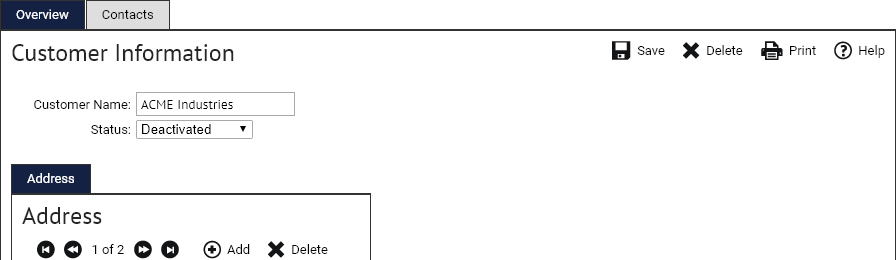 Overview Contacts
Customer Information Save Delete Print Help
Customer Name: ACME Industries
Status: Deactivated
Address
Address
1 of 2 Add Delete